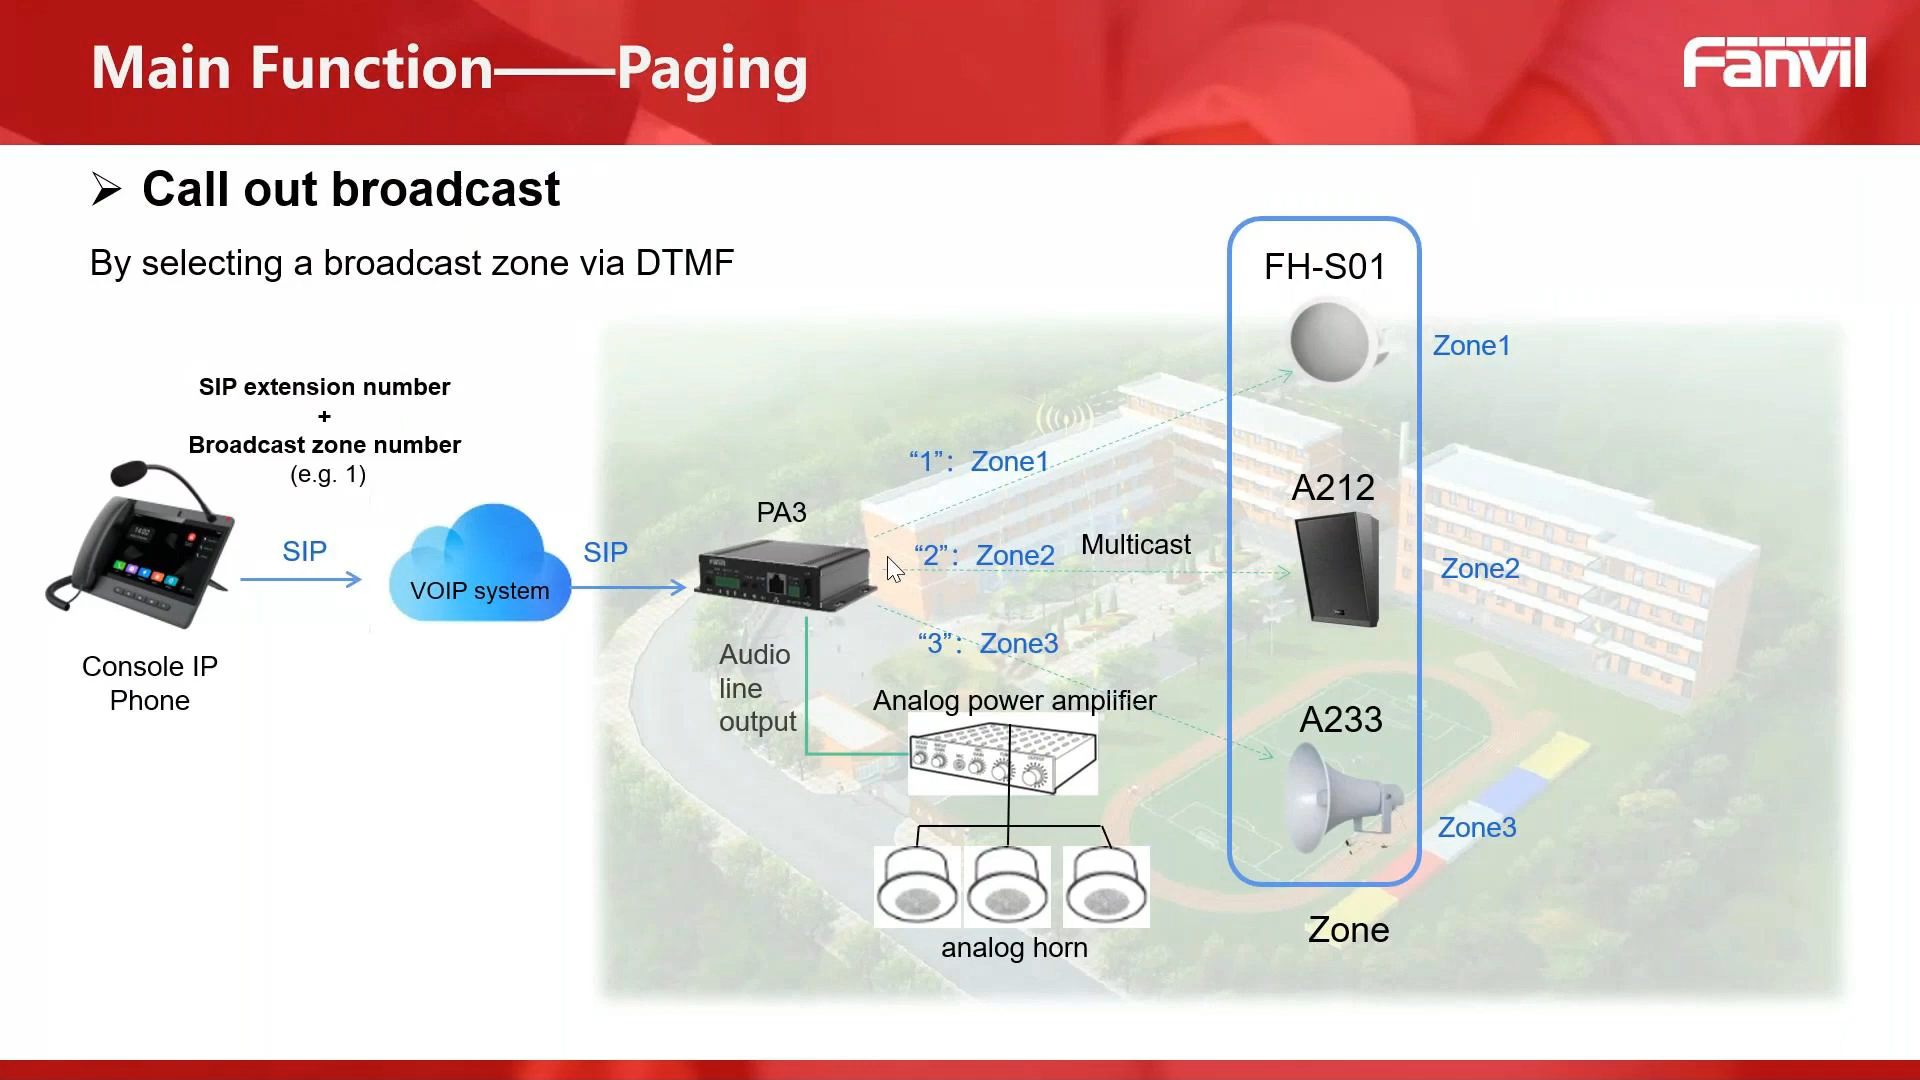 Main Function——Paging
Fanvil
➢ Call out broadcast
By selecting a broadcast zone via DTMF
FH-S01
Zone1
SIP extension number
+
Broadcast zone number
(e.g. 1)
“1”：Zone1
A212
PA3
SIP
SIP
“2”：Zone2
Multicast
Zone2
VOIP system
“3”：Zone3
Audio
line
output
Console IP
Phone
Analog power amplifier
A233
Zone3
analog horn
Zone